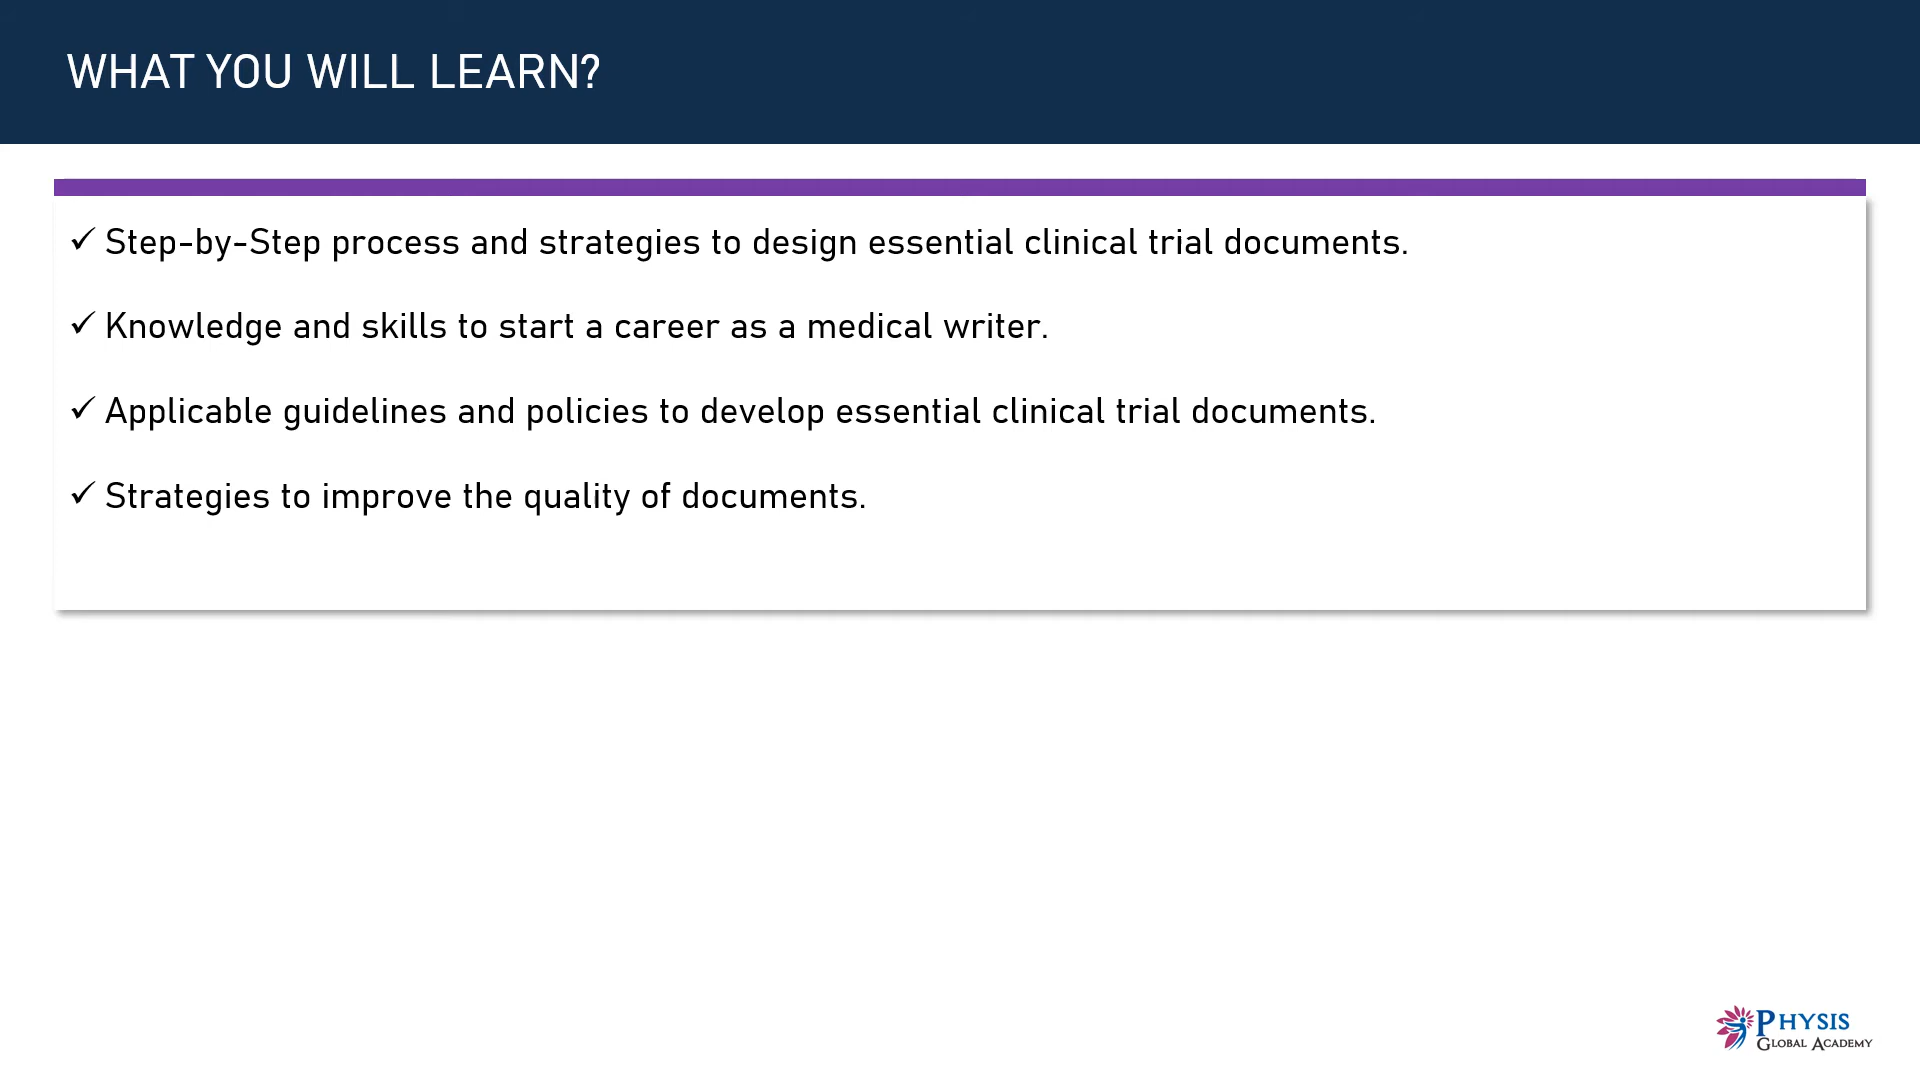 WHAT YOU WILL LEARN?
✓ Step-by-Step process and strategies to design essential clinical trial documents.
✓ Knowledge and skills to start a career as a medical writer.
✓ Applicable guidelines and policies to develop essential clinical trial documents.
✓ Strategies to improve the quality of documents.
PHYSIS
GLOBAL ACADEMY